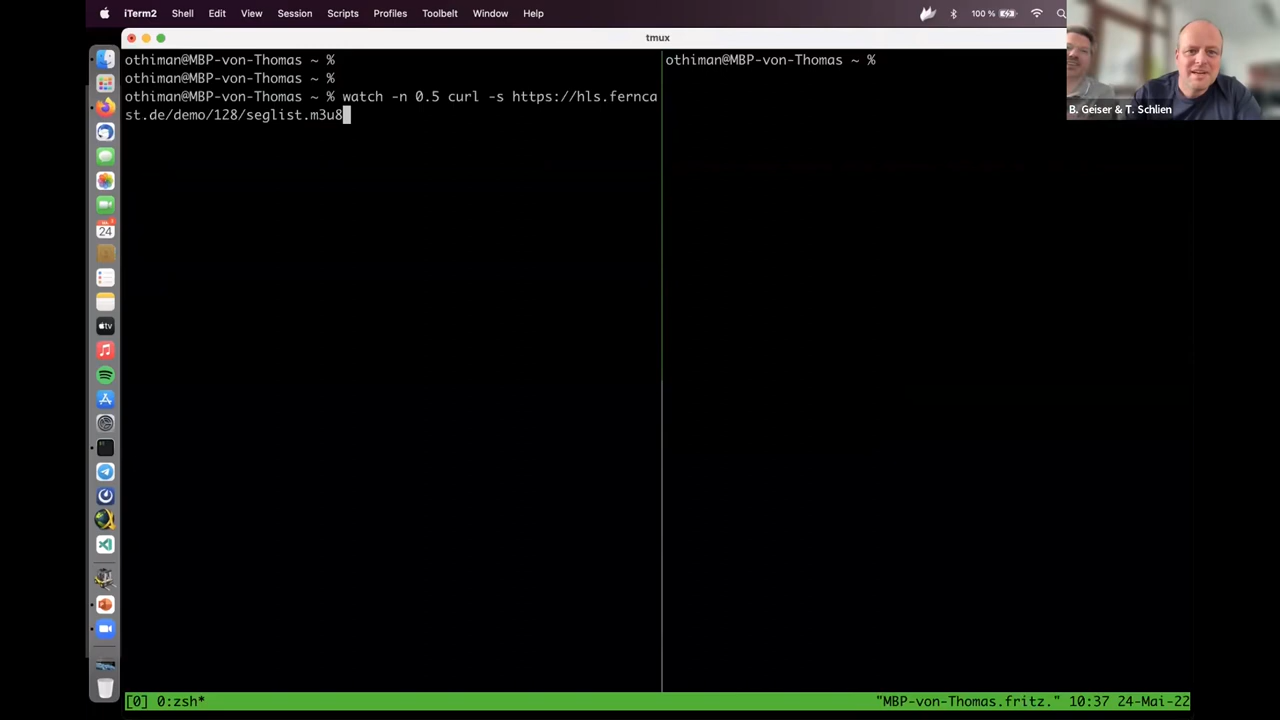 iTerm2 Shell Edit View Session Scripts Profiles Toolbelt Window Help 100 %
tmux
othiman@MBP-von-Thomas ~ %
othiman@MBP-von-Thomas ~ %
othiman@MBP-von-Thomas ~ % watch -n 0.5 curl -s https://hls.fernca
st.de/demo/128/seglist.m3u8
othiman@MBP-von-Thomas ~ %
B. Geiser & T. Schlien
24
tv
[0] 0:zsh* "MBP-von-Thomas.fritz." 10:37 24-Mai-22